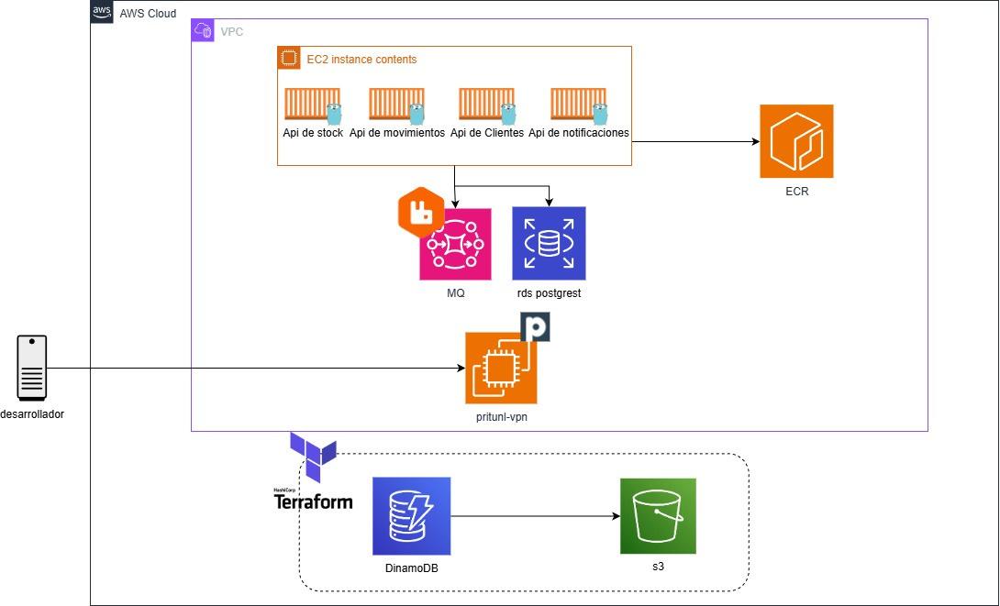 aws
AWS Cloud
VPC
EC2 instance contents
Api de stock
Api de movimientos
Api de Clientes
Api de notificaciones
ECR
MQ
rds postgrest
p
pritunl-vpn
desarrollador
HashiCorp
Terraform
DinamoDB
s3